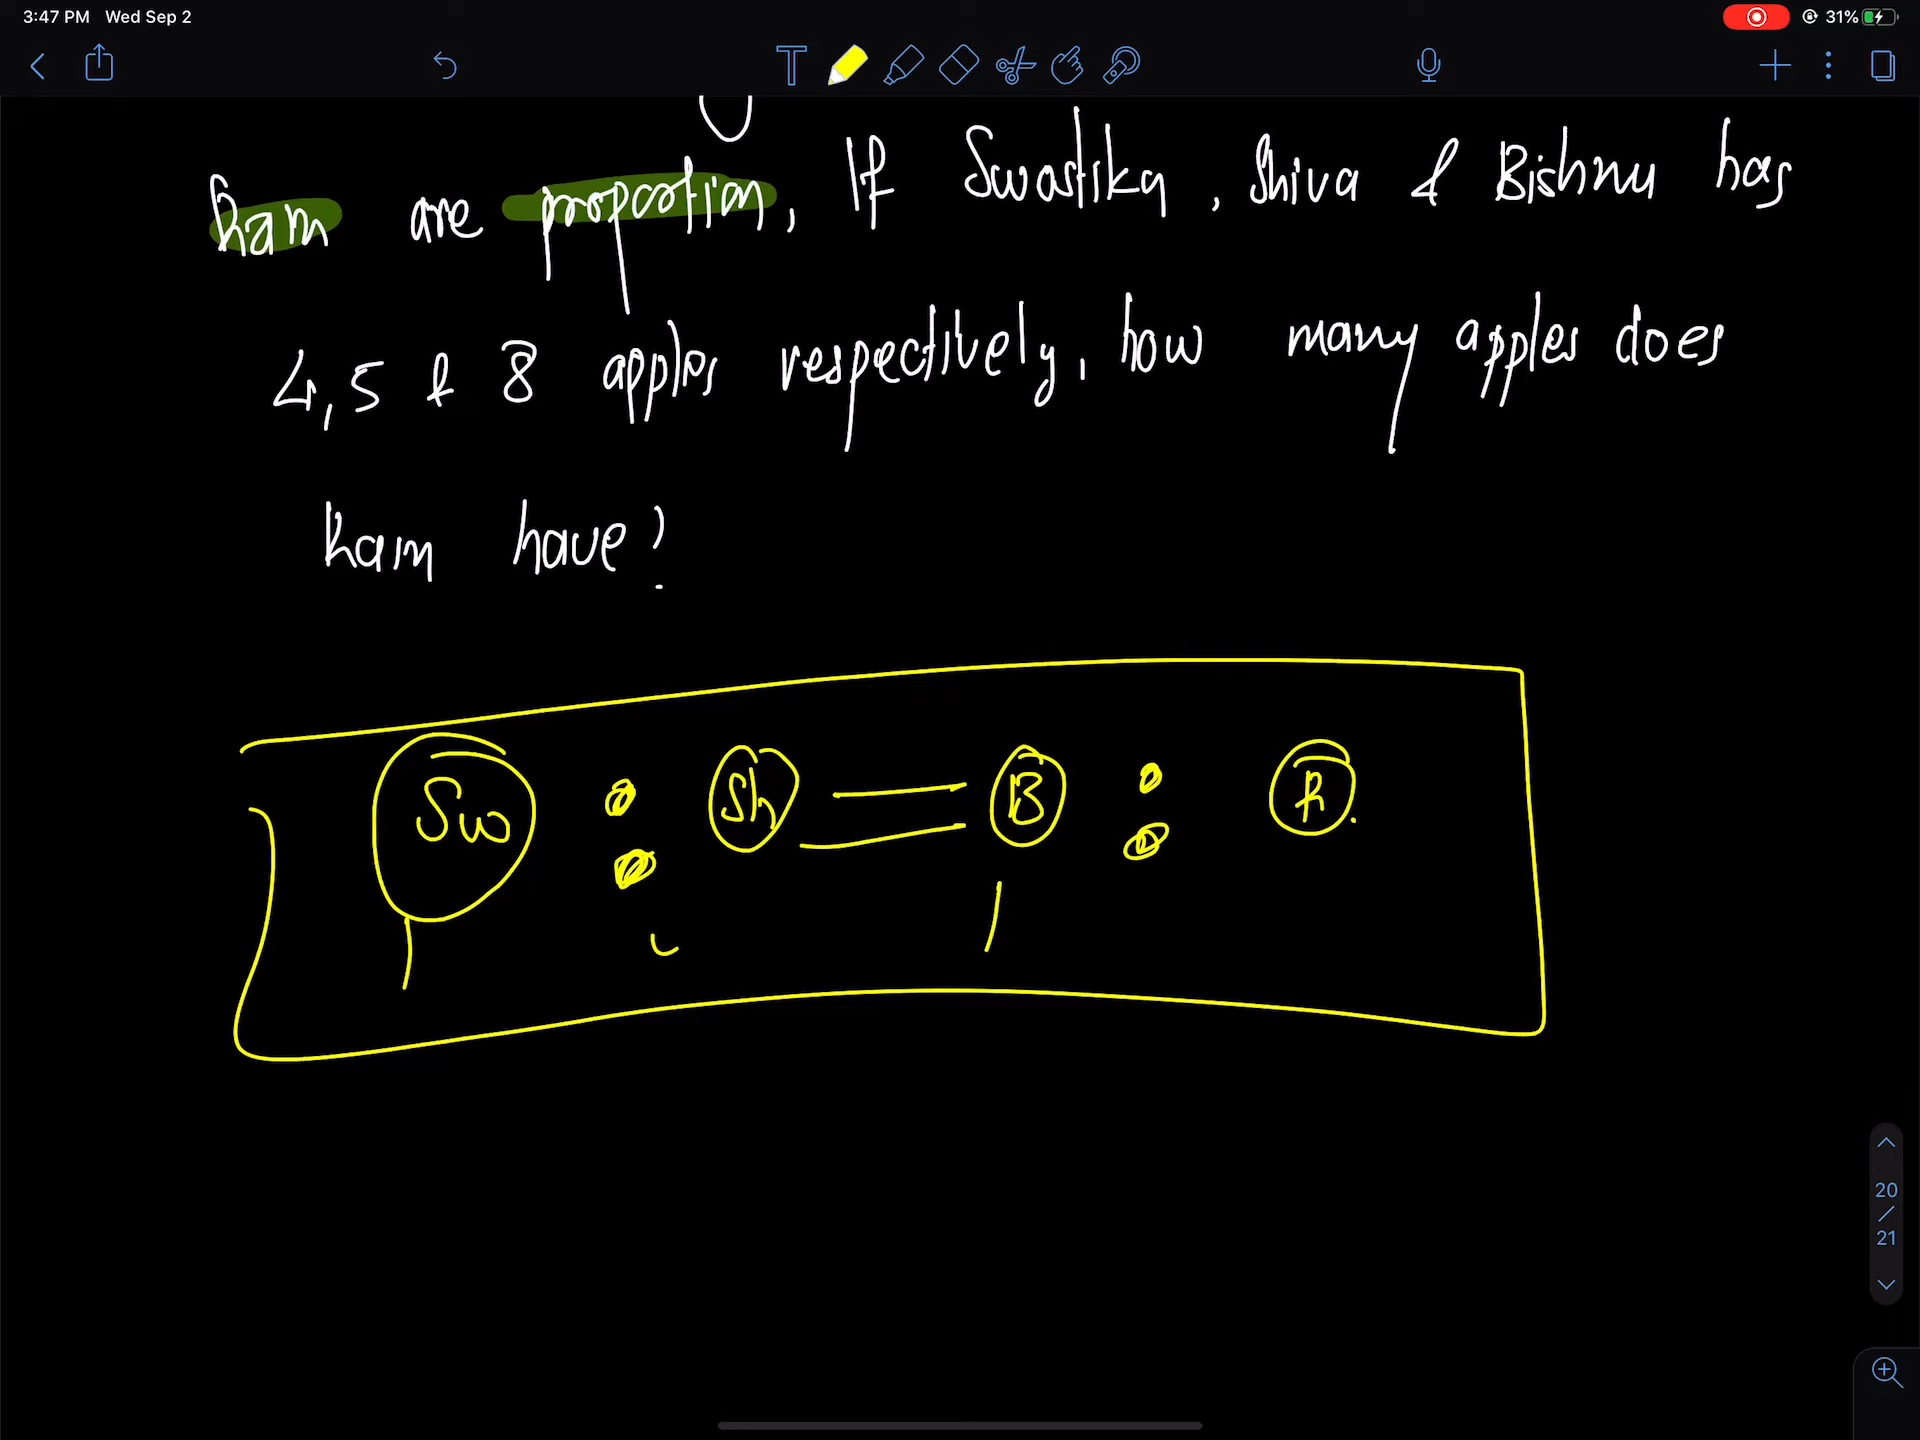 3:47 PM Wed Sep 2
31%
T
Ram are proportion, If Swastika, Shiva & Bishnu has
4, 5 & 8 apples respectively, how many apples does
Ram have?
Sw : Sh = B : R.
20
/
21